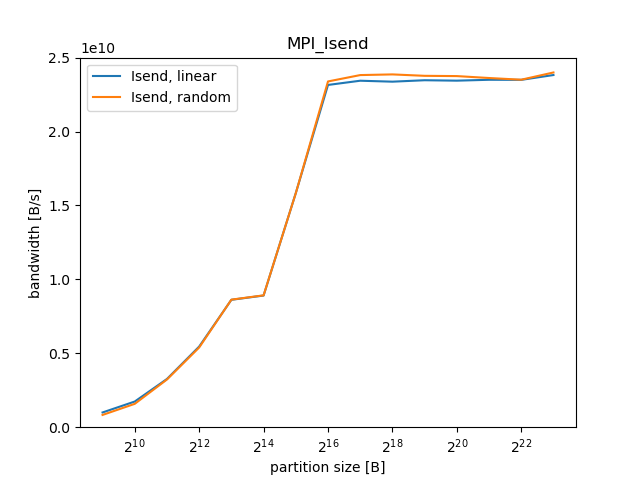 MPI_Isend
1e10
2.5
2.0
1.5
1.0
0.5
0.0
bandwidth [B/s]
Isend, linear
Isend, random
2^10 2^12 2^14 2^16 2^18 2^20 2^22
partition size [B]